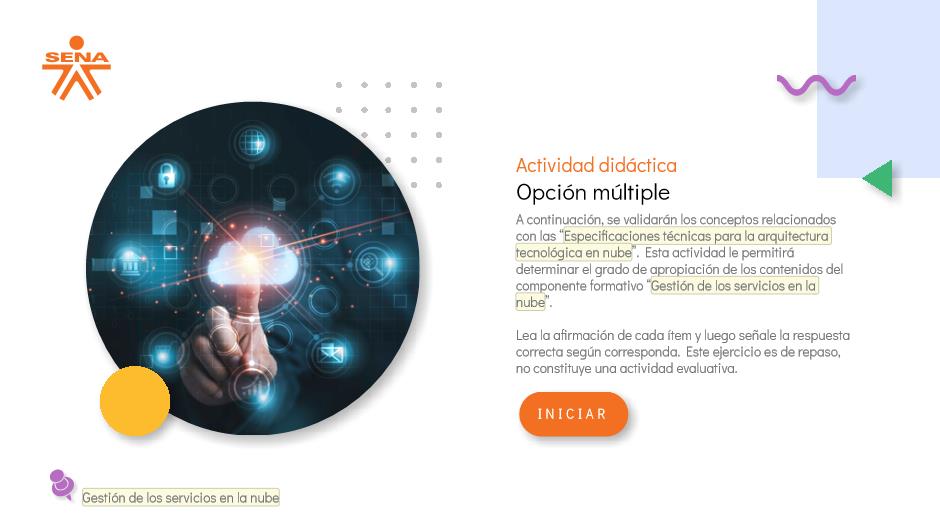 SENA
Actividad didáctica
Opción múltiple
A continuación, se validarán los conceptos relacionados
con las “Especificaciones técnicas para la arquitectura
tecnológica en nube”. Esta actividad le permitirá
determinar el grado de apropiación de los contenidos del
componente formativo “Gestión de los servicios en la
nube”.
Lea la afirmación de cada ítem y luego señale la respuesta
correcta según corresponda. Este ejercicio es de repaso,
no constituye una actividad evaluativa.
INICIAR
Gestión de los servicios en la nube